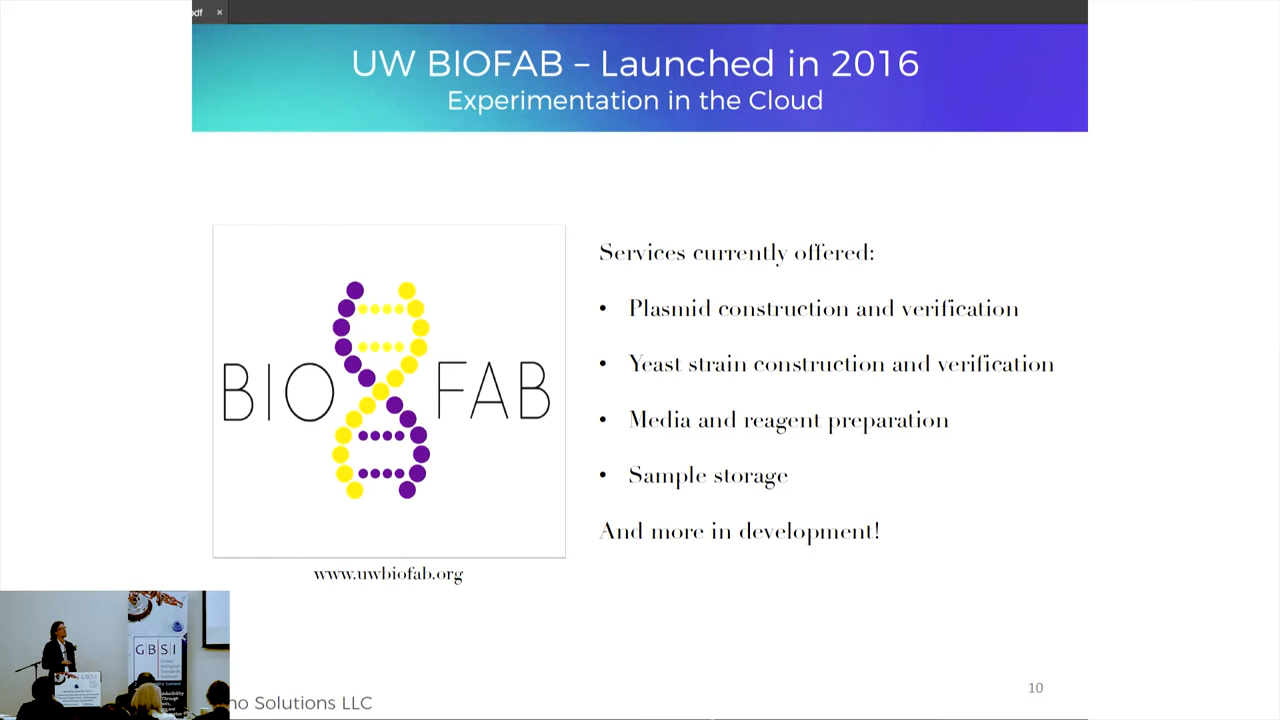 UW BIOFAB – Launched in 2016
Experimentation in the Cloud
BIO FAB
www.uwbiofab.org
Services currently offered:
• Plasmid construction and verification
• Yeast strain construction and verification
• Media and reagent preparation
• Sample storage
And more in development!
GBSI
Solutions LLC
10